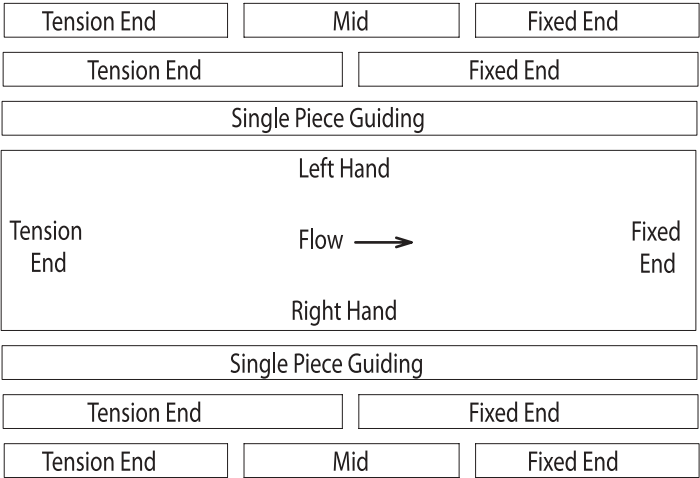 Tension End Mid Fixed End
Tension End Fixed End
Single Piece Guiding
Left Hand
Tension
End
Flow
Fixed
End
Right Hand
Single Piece Guiding
Tension End Fixed End
Tension End Mid Fixed End